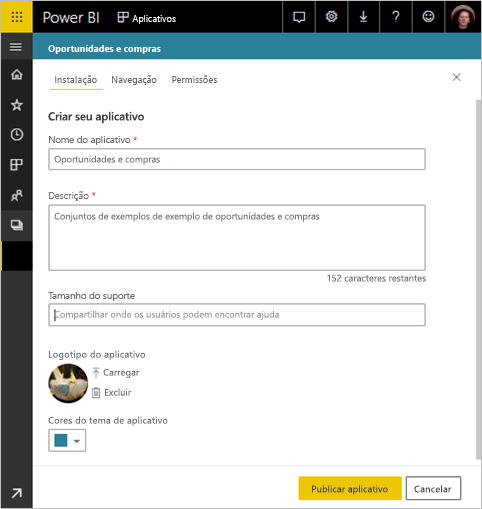 Power BI Aplicativos
Oportunidades e compras
Instalação Navegação Permissões
Criar seu aplicativo
Nome do aplicativo *
Oportunidades e compras
Descrição *
Conjuntos de exemplos de exemplo de oportunidades e compras
152 caracteres restantes
Tamanho do suporte
Compartilhar onde os usuários podem encontrar ajuda
Logotipo do aplicativo
Carregar
Excluir
Cores do tema de aplicativo
Publicar aplicativo Cancelar